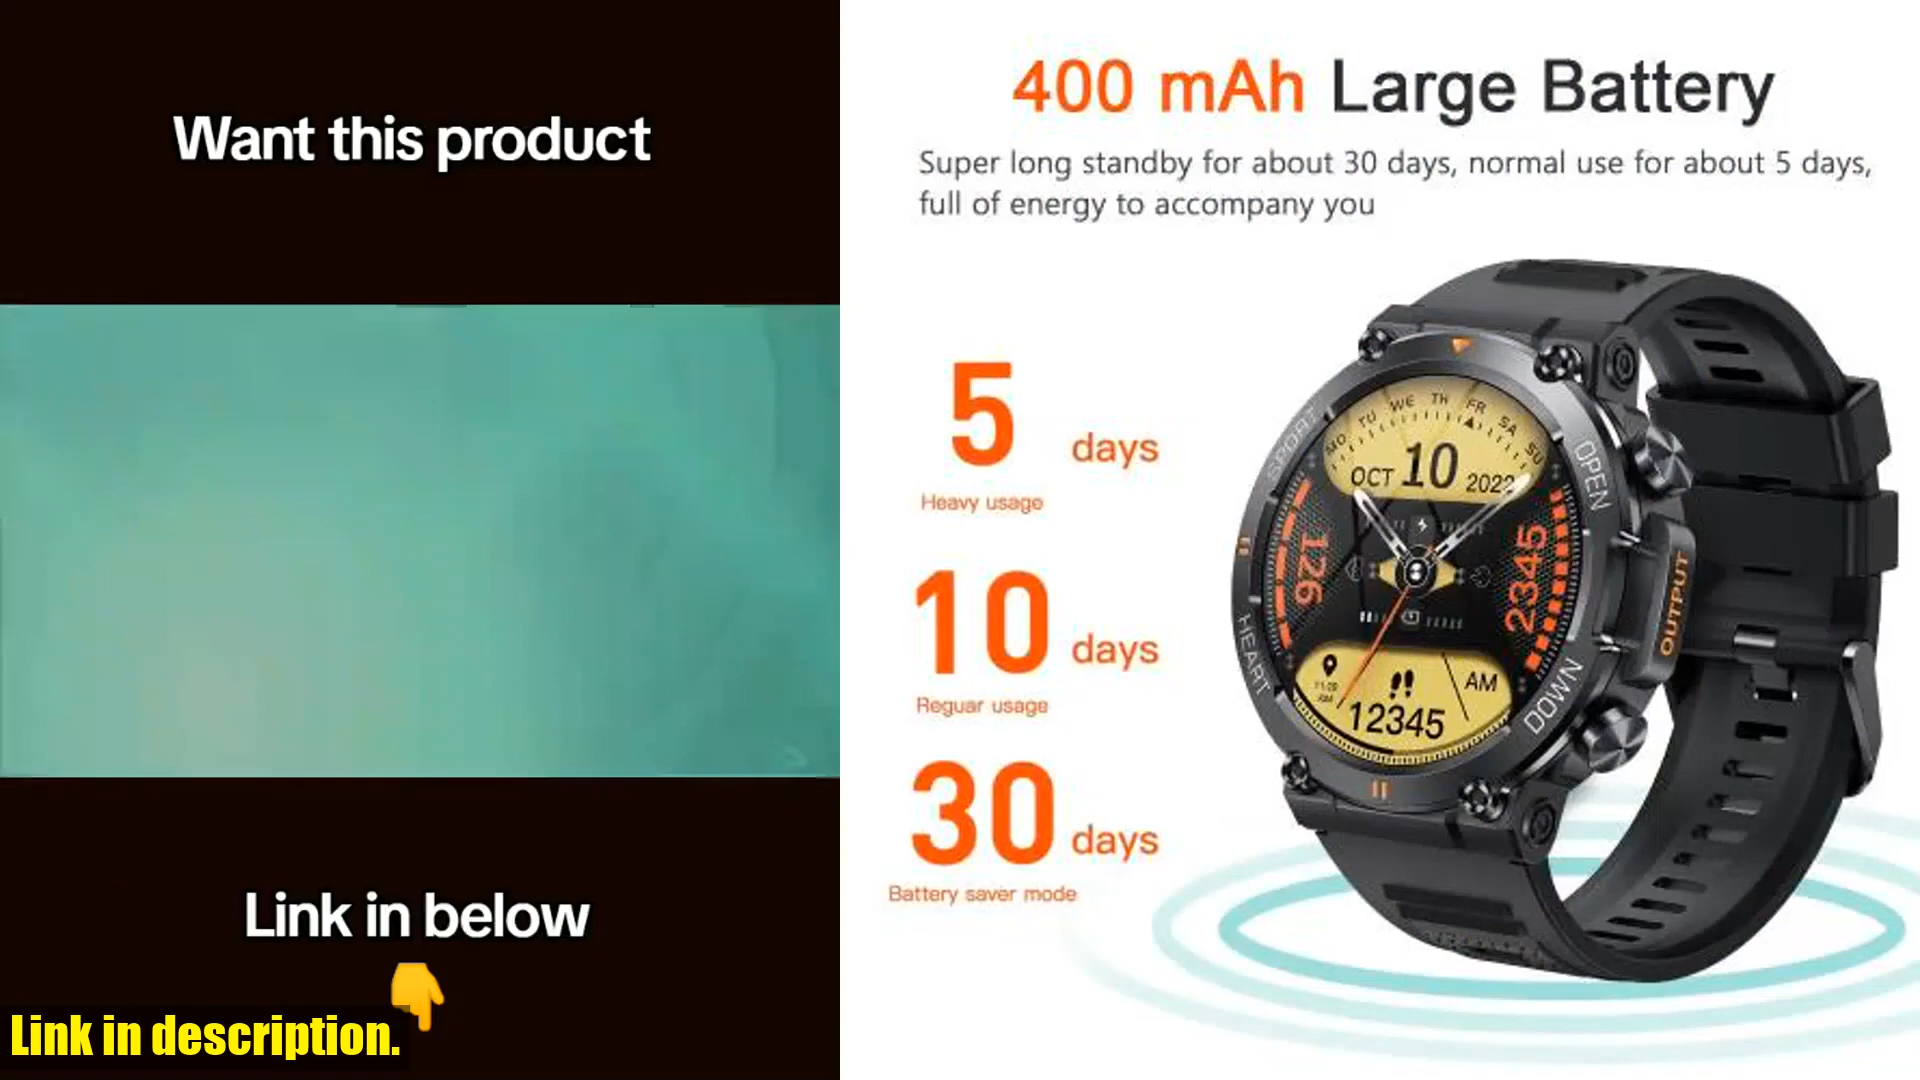 Want this product
Link in below
Link in description.
400 mAh Large Battery
Super long standby for about 30 days, normal use for about 5 days,
full of energy to accompany you
5 days
Heavy usage
10 days
Reguar usage
30 days
Battery saver mode
SPORT
OPEN
HEART
DOWN
OUTPUT
MO TU WE TH FR SA SU
OCT 10 2022
126
2345
AM
12345